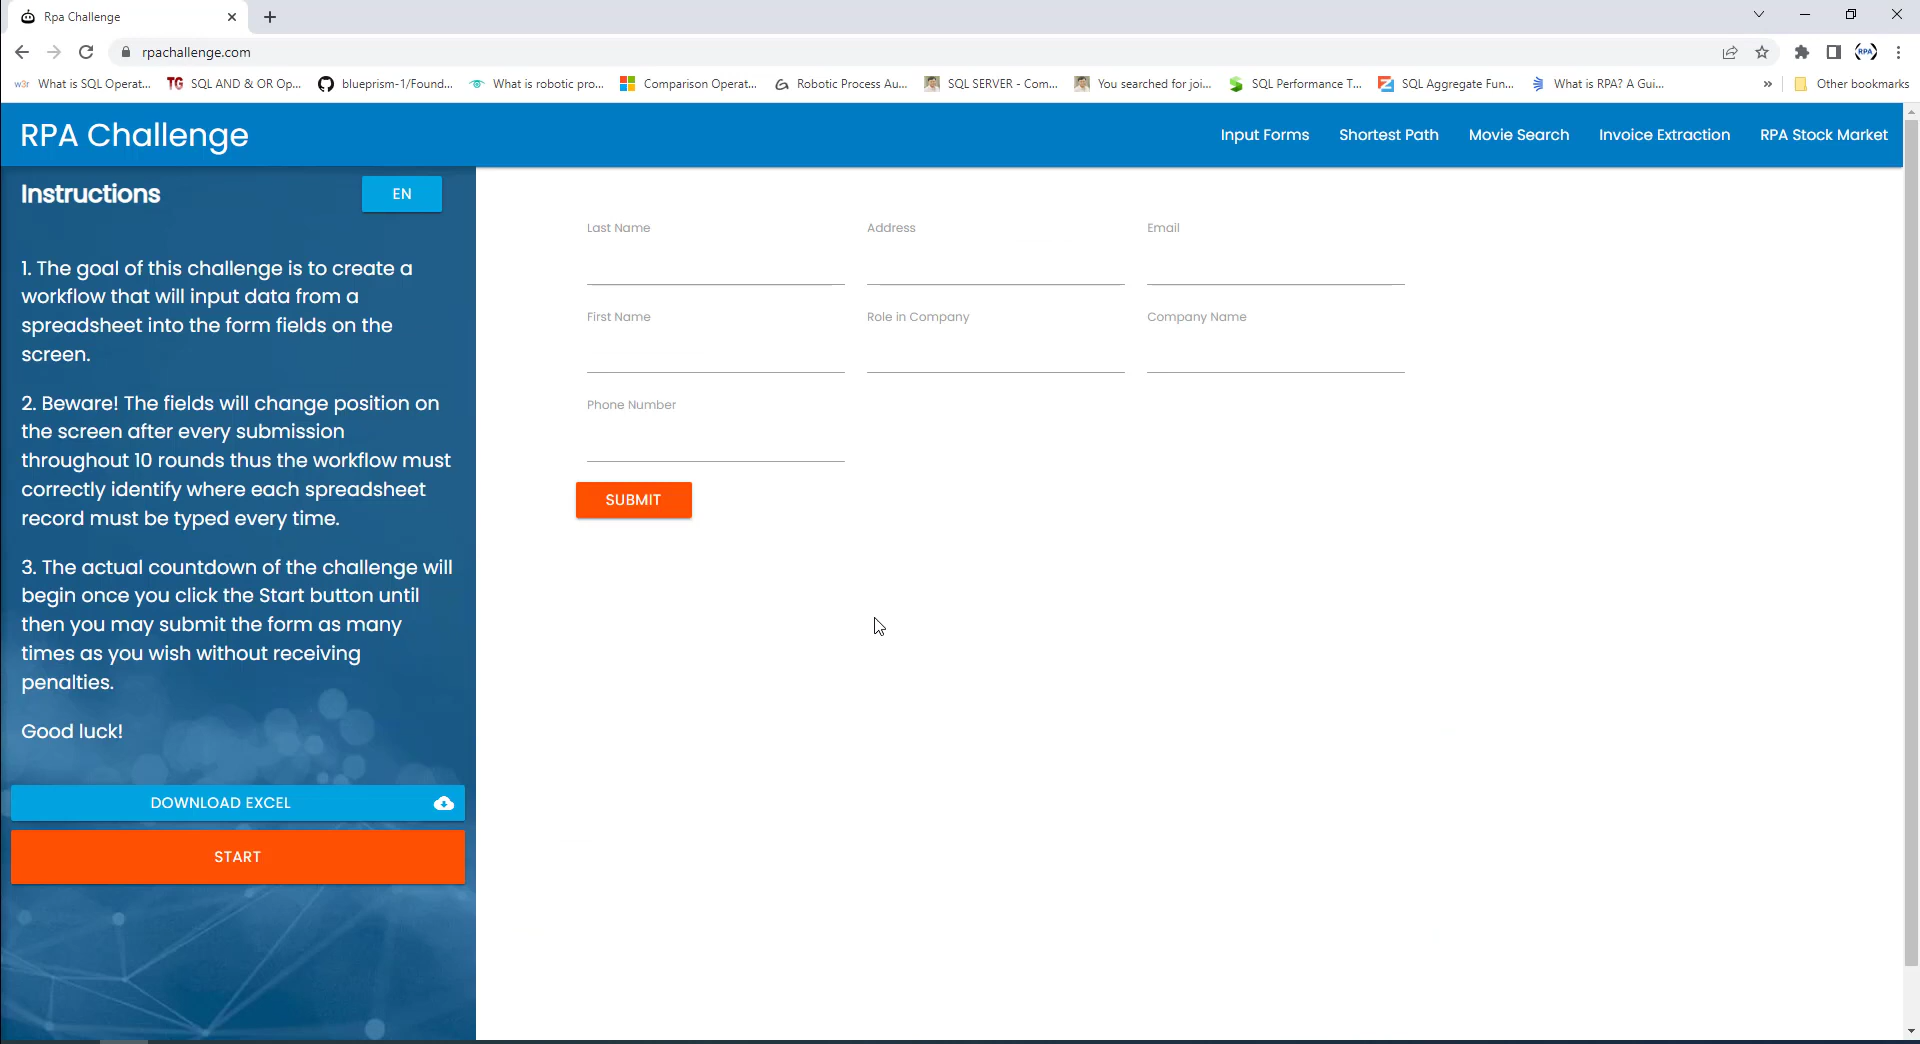 Rpa Challenge
rpachallenge.com
RPA
w3r What is SQL Operat...
TG SQL AND & OR Op...
blueprism-1/Found...
What is robotic pro...
Comparison Operat...
Robotic Process Au...
SQL SERVER - Com...
You searched for joi...
SQL Performance T...
SQL Aggregate Fun...
What is RPA? A Gui...
»
Other bookmarks
RPA Challenge
Input Forms
Shortest Path
Movie Search
Invoice Extraction
RPA Stock Market
Instructions
EN
1. The goal of this challenge is to create a
workflow that will input data from a
spreadsheet into the form fields on the
screen.
2. Beware! The fields will change position on
the screen after every submission
throughout 10 rounds thus the workflow must
correctly identify where each spreadsheet
record must be typed every time.
3. The actual countdown of the challenge will
begin once you click the Start button until
then you may submit the form as many
times as you wish without receiving
penalties.
Good luck!
DOWNLOAD EXCEL
START
Last Name
Address
Email
First Name
Role in Company
Company Name
Phone Number
SUBMIT